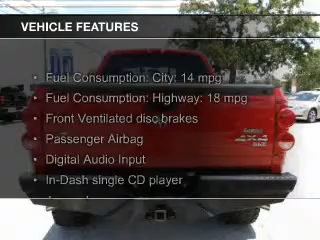 VEHICLE FEATURES
• Fuel Consumption: City: 14 mpg
• Fuel Consumption: Highway: 18 mpg
• Front Ventilated disc brakes
• Passenger Airbag
• Digital Audio Input
• In-Dash single CD player
4X4